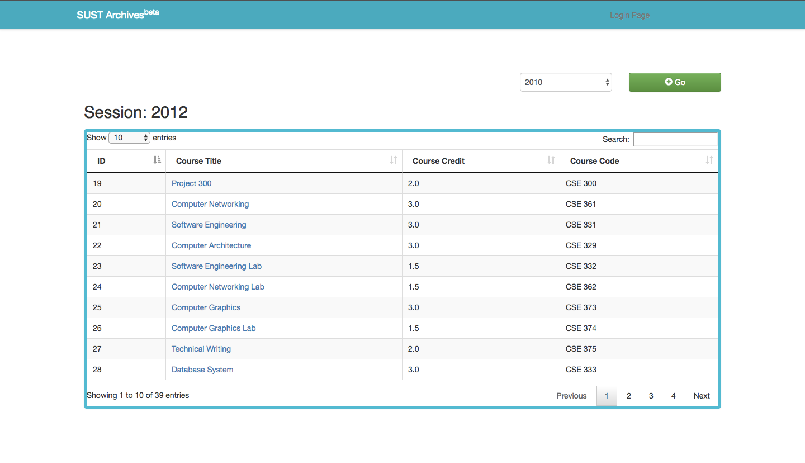 SUST Archivesbeta Login Page
2010 Go
Session: 2012
Show 10 entries Search:
ID Course Title Course Credit Course Code
19 Project 300 2.0 CSE 300
20 Computer Networking 3.0 CSE 361
21 Software Engineering 3.0 CSE 331
22 Computer Architecture 3.0 CSE 329
23 Software Engineering Lab 1.5 CSE 332
24 Computer Networking Lab 1.5 CSE 362
25 Computer Graphics 3.0 CSE 373
26 Computer Graphics Lab 1.5 CSE 374
27 Technical Writing 2.0 CSE 375
28 Database System 3.0 CSE 333
Showing 1 to 10 of 39 entries Previous 1 2 3 4 Next